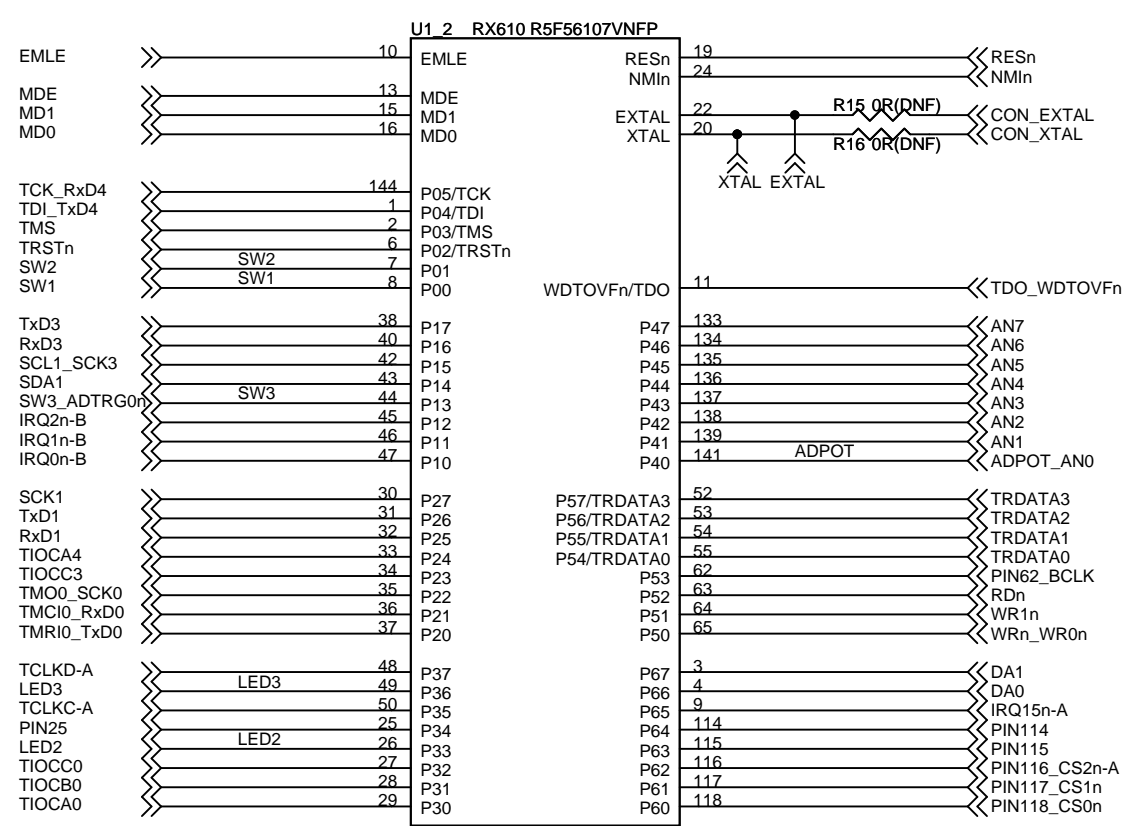 U1_2 RX610 R5F56107VNFP
EMLE 10 EMLE RESn 19 RESn
NMIn 24 NMIn
MDE 13 MDE
MD1 15 MD1 EXTAL 22 R15 0R(DNF) CON_EXTAL
MD0 16 MD0 XTAL 20 R16 0R(DNF) CON_XTAL
XTAL EXTAL
TCK_RxD4 144 P05/TCK
TDI_TxD4 1 P04/TDI
TMS 2 P03/TMS
TRSTn 6 P02/TRSTn
SW2 SW2 7 P01
SW1 SW1 8 P00 WDTOVFn/TDO 11 TDO_WDTOVFn
TxD3 38 P17 P47 133 AN7
RxD3 40 P16 P46 134 AN6
SCL1_SCK3 42 P15 P45 135 AN5
SDA1 43 P14 P44 136 AN4
SW3_ADTRG0n SW3 44 P13 P43 137 AN3
IRQ2n-B 45 P12 P42 138 AN2
IRQ1n-B 46 P11 P41 139 AN1
IRQ0n-B 47 P10 P40 141 ADPOT ADPOT_AN0
SCK1 30 P27 P57/TRDATA3 52 TRDATA3
TxD1 31 P26 P56/TRDATA2 53 TRDATA2
RxD1 32 P25 P55/TRDATA1 54 TRDATA1
TIOCA4 33 P24 P54/TRDATA0 55 TRDATA0
TIOCC3 34 P23 P53 62 PIN62_BCLK
TMO0_SCK0 35 P22 P52 63 RDn
TMCI0_RxD0 36 P21 P51 64 WR1n
TMRI0_TxD0 37 P20 P50 65 WRn_WR0n
TCLKD-A 48 P37 P67 3 DA1
LED3 LED3 49 P36 P66 4 DA0
TCLKC-A 50 P35 P65 9 IRQ15n-A
PIN25 25 P34 P64 114 PIN114
LED2 LED2 26 P33 P63 115 PIN115
TIOCC0 27 P32 P62 116 PIN116_CS2n-A
TIOCB0 28 P31 P61 117 PIN117_CS1n
TIOCA0 29 P30 P60 118 PIN118_CS0n